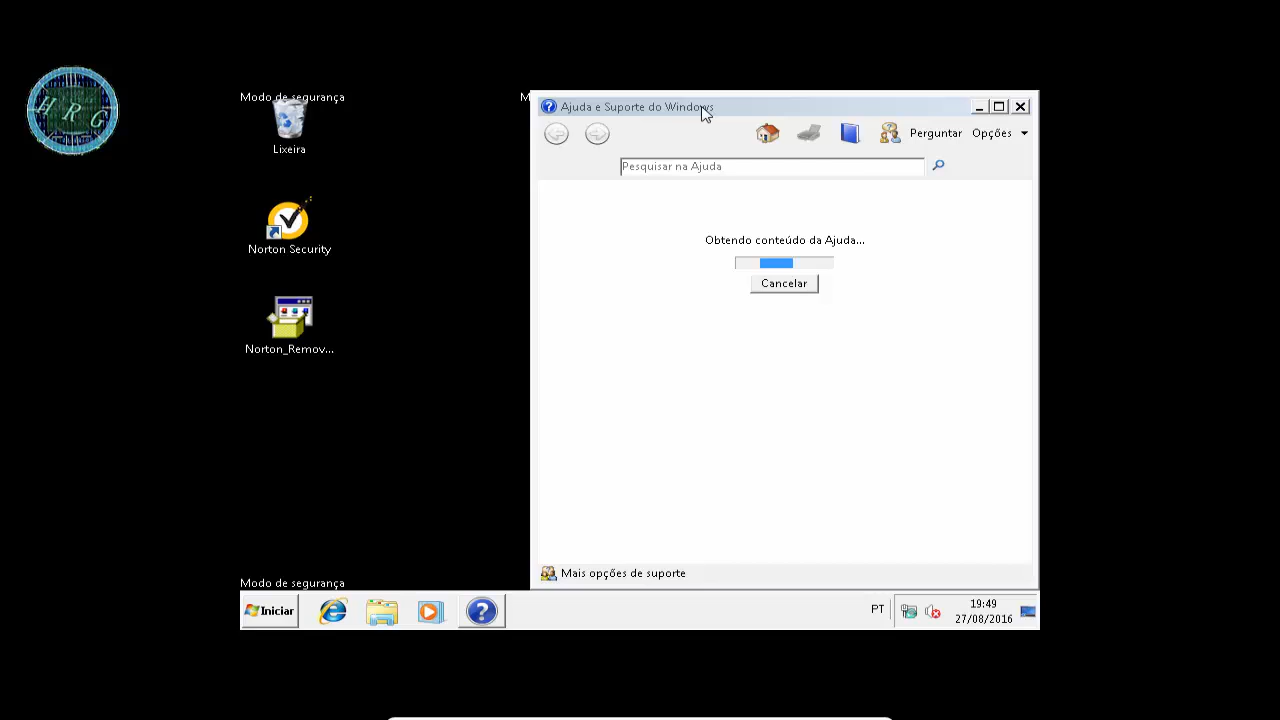 H R C
Modo de segurança
M
Lixeira
Norton Security
Norton_Remov...
Modo de segurança
Ajuda e Suporte do Windows
Perguntar
Opções
Pesquisar na Ajuda
Obtendo conteúdo da Ajuda...
Cancelar
Mais opções de suporte
Iniciar
PT
19:49
27/08/2016